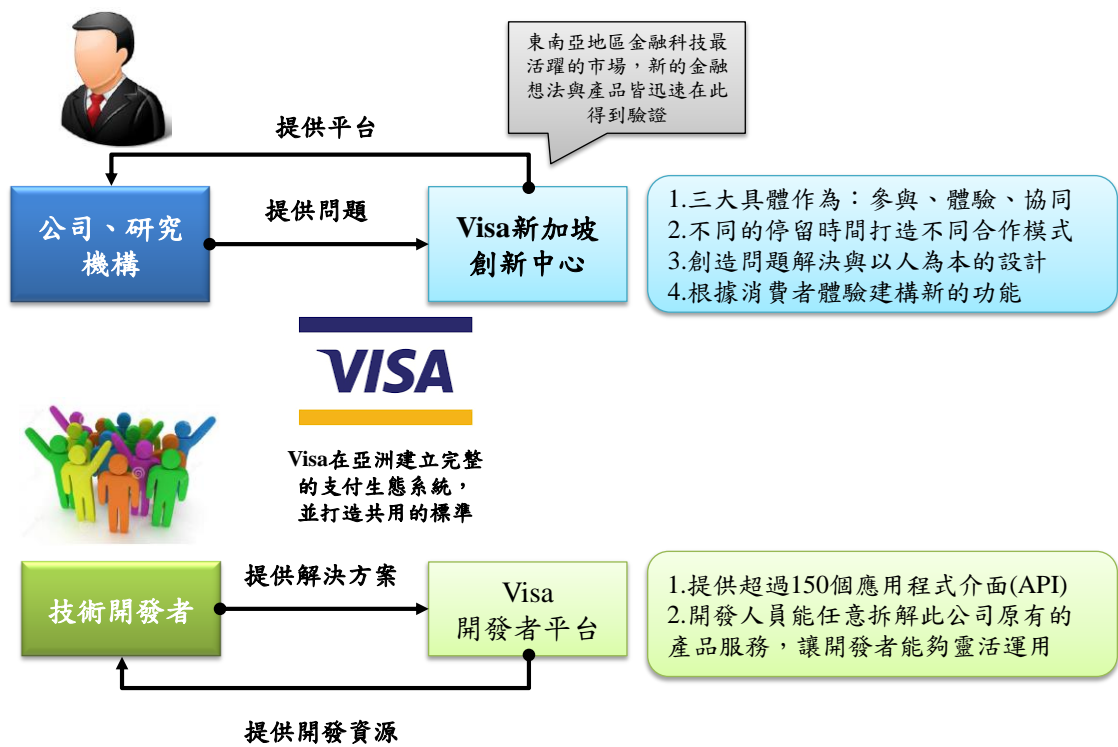 東南亞地區金融科技最
活躍的市場，新的金融
想法與產品皆迅速在此
得到驗證
提供平台
公司、研究
機構
提供問題
Visa新加坡
創新中心
1.三大具體作為：參與、體驗、協同
2.不同的停留時間打造不同合作模式
3.創造問題解決與以人為本的設計
4.根據消費者體驗建構新的功能
VISA
Visa在亞洲建立完整
的支付生態系統，
並打造共用的標準
技術開發者
提供解決方案
Visa
開發者平台
1.提供超過150個應用程式介面(API)
2.開發人員能任意拆解此公司原有的
產品服務，讓開發者能夠靈活運用
提供開發資源